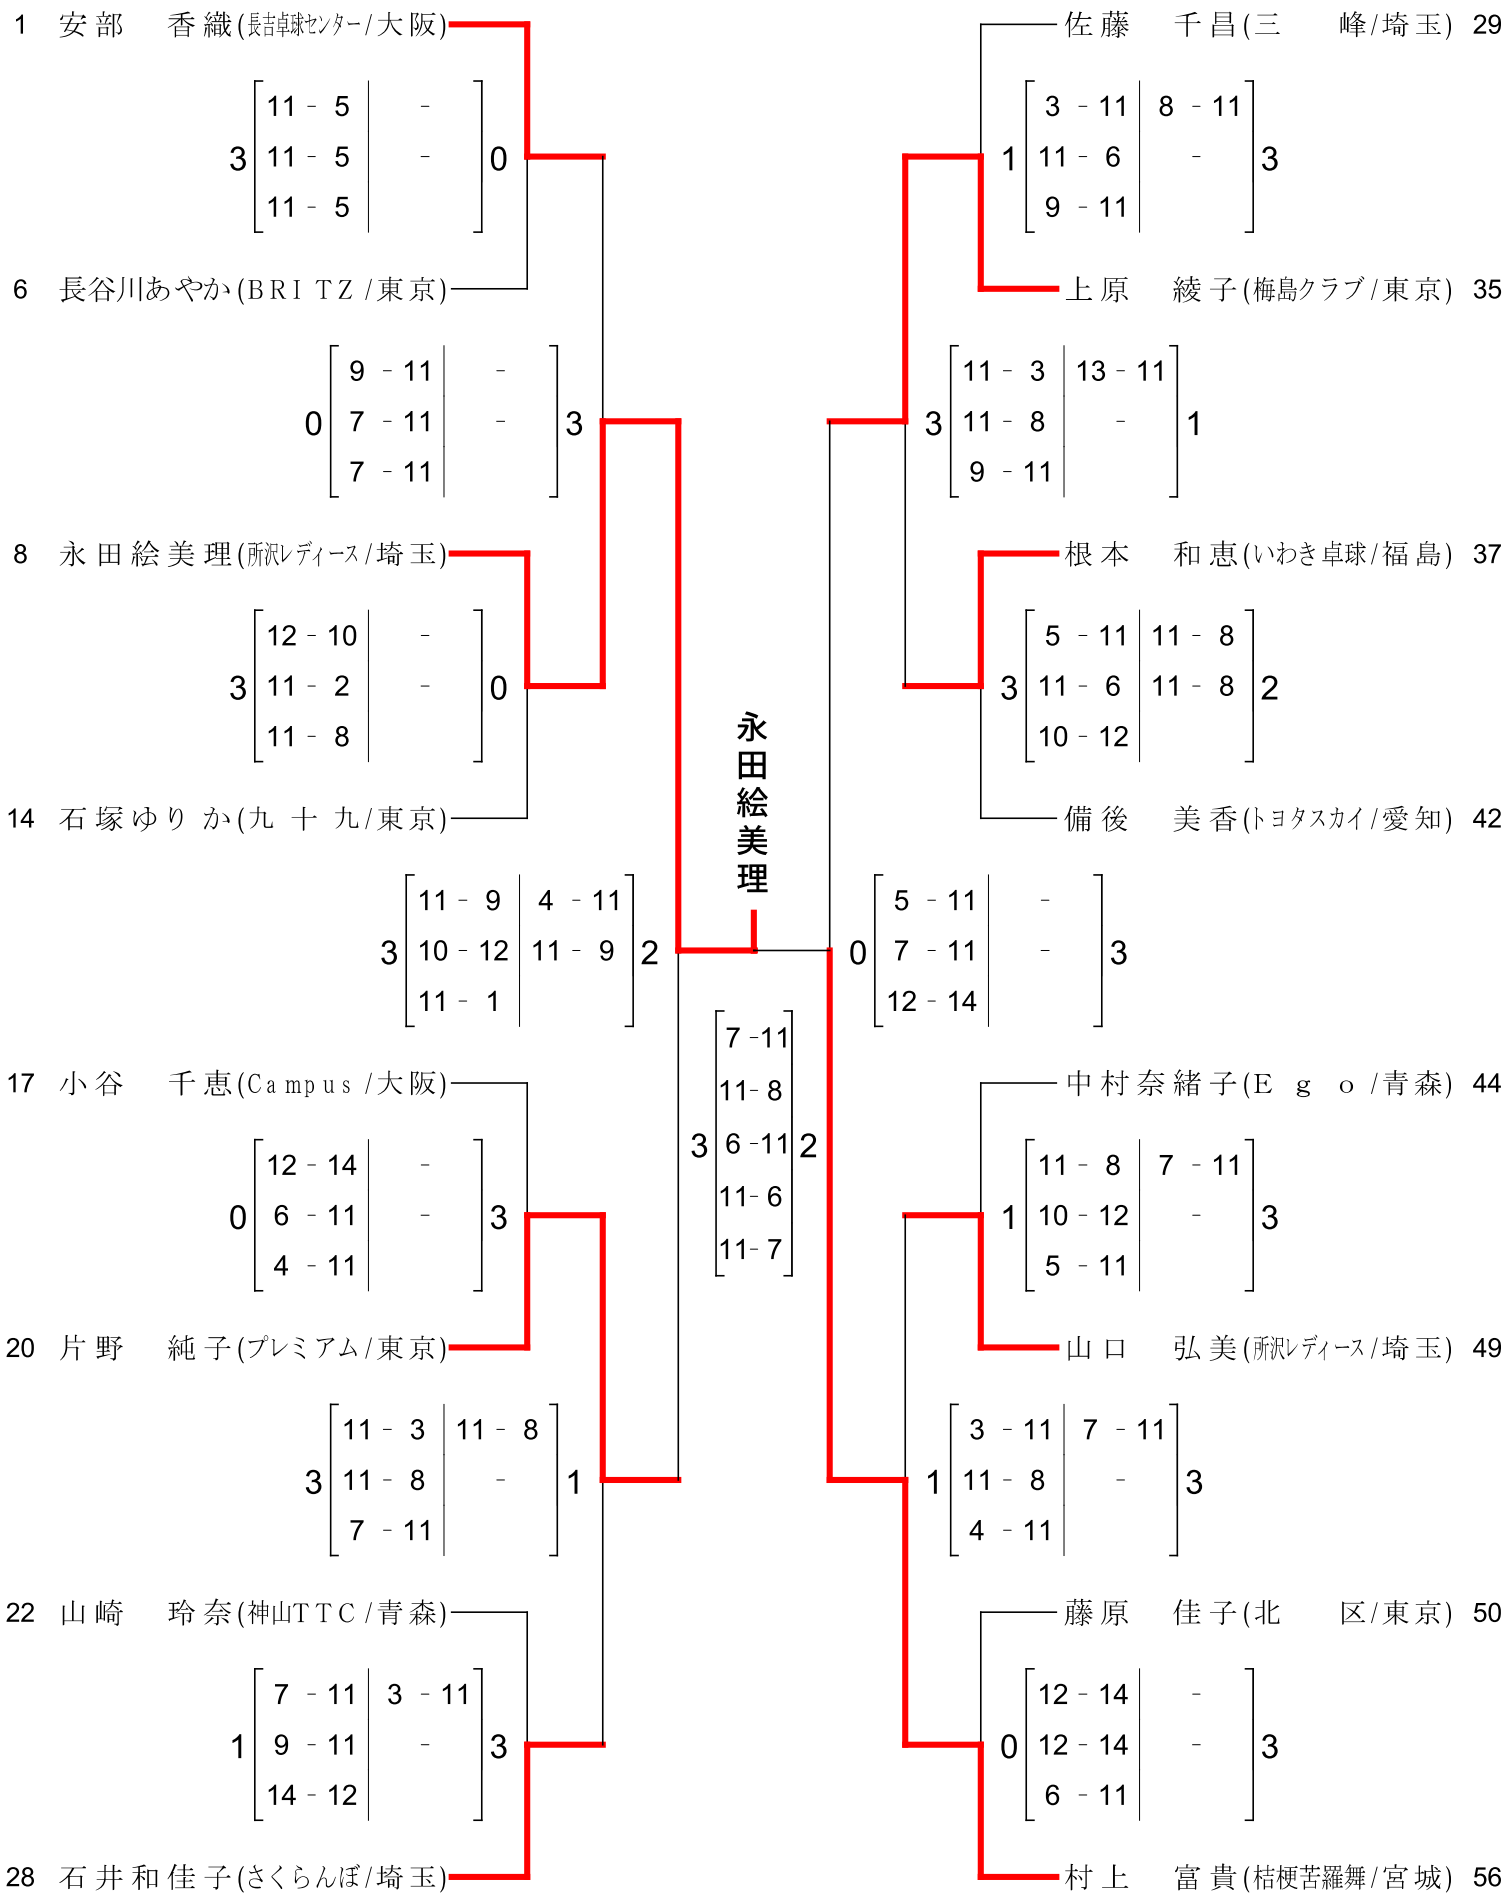 1 安部 香織(長吉卓球センター/大阪)
3 11 - 5 - 0
11 - 5 -
11 - 5
6 長谷川あやか(BRITZ/東京)
0 9 - 11 - 3
7 - 11 -
7 - 11
8 永田絵美理(所沢レディース/埼玉)
3 12 - 10 - 0
11 - 2 -
11 - 8
14 石塚ゆりか(九十九/東京)
3 11 - 9 4 - 11 2
10 - 12 11 - 9
11 - 1
17 小谷 千恵(Campus/大阪)
0 12 - 14 - 3
6 - 11 -
4 - 11
20 片野 純子(プレミアム/東京)
3 11 - 3 11 - 8 1
11 - 8 -
7 - 11
22 山崎 玲奈(神山TTC/青森)
1 7 - 11 3 - 11 3
9 - 11 -
14 - 12
28 石井和佳子(さくらんぼ/埼玉)
永田絵美理
3 7 - 11 2
11 - 8
6 - 11
11 - 6
11 - 7
佐藤 千昌(三 峰/埼玉) 29
1 3 - 11 8 - 11 3
11 - 6 -
9 - 11
上原 綾子(梅島クラブ/東京) 35
3 11 - 3 13 - 11 1
11 - 8 -
9 - 11
根本 和恵(いわき卓球/福島) 37
3 5 - 11 11 - 8 2
11 - 6 11 - 8
10 - 12
備後 美香(トヨタスカイ/愛知) 42
0 5 - 11 - 3
7 - 11 -
12 - 14
中村奈緒子(Ego/青森) 44
1 11 - 8 7 - 11 3
10 - 12 -
5 - 11
山口 弘美(所沢レディース/埼玉) 49
1 3 - 11 7 - 11 3
11 - 8 -
4 - 11
藤原 佳子(北 区/東京) 50
0 12 - 14 - 3
12 - 14 -
6 - 11
村上 富貴(桔梗苦羅舞/宮城) 56